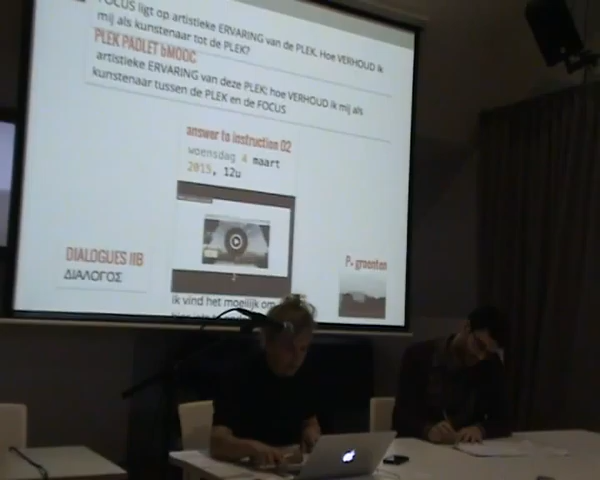 FOCUS ligt op artistieke ERVARING van de PLEK. Hoe VERHOUD ik
mij als kunstenaar tot de PLEK?
PLEK PADLET bMOOC
artistieke ERVARING van deze PLEK: hoe VERHOUD ik mij als
kunstenaar tussen de PLEK en de FOCUS
answer to instruction 02
woensdag 4 maart
2015, 12u
DIALOGUES IIB
ΔΙΑΛΟΓΟΣ
P- groenten
ik vind het moeilijk om